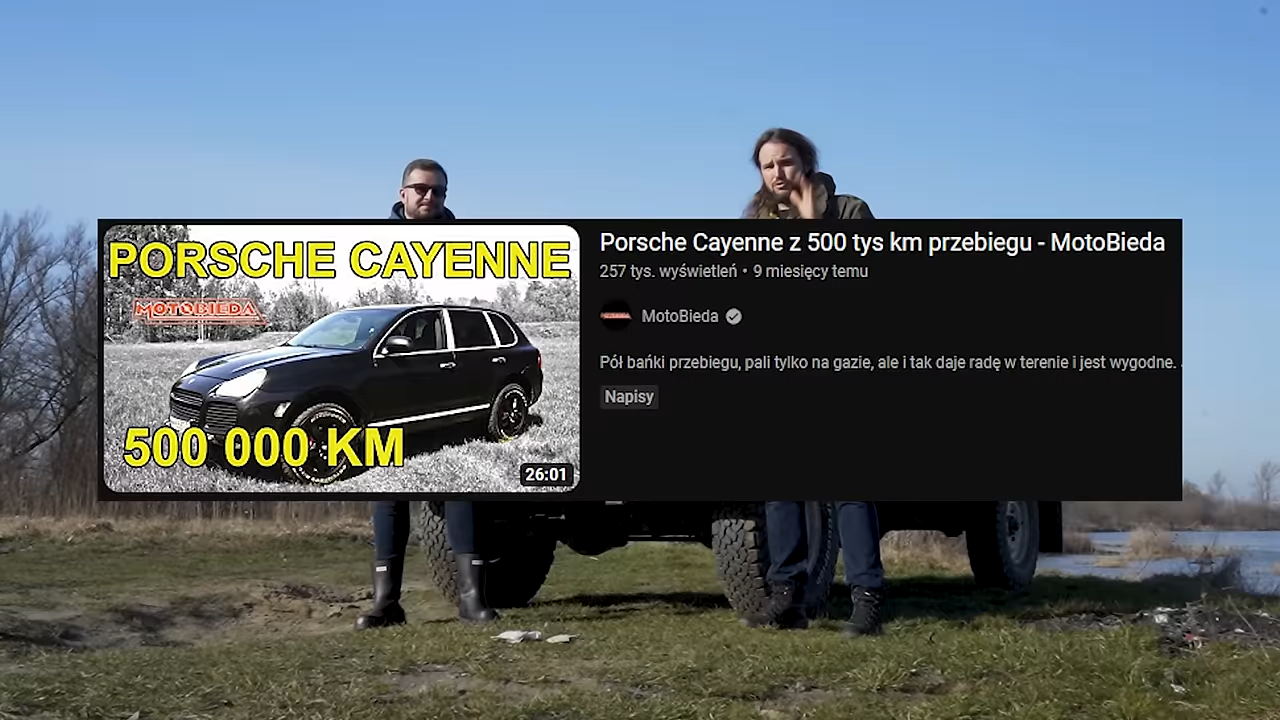 PORSCHE CAYENNE
MOTOBIEDA
500 000 KM
26:01
Porsche Cayenne z 500 tys km przebiegu - MotoBieda
257 tys. wyświetleń • 9 miesięcy temu
MotoBieda
Pół bańki przebiegu, pali tylko na gazie, ale i tak daje radę w terenie i jest wygodne.
Napisy